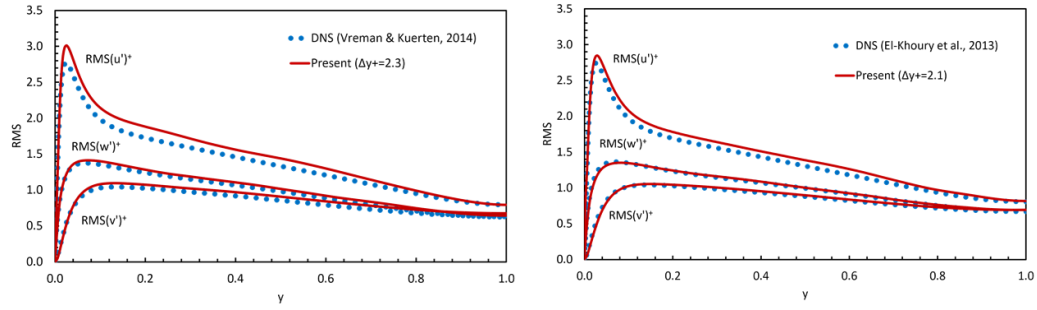 3.5
3.0
2.5
2.0
1.5
1.0
0.5
0.0
RMS
RMS(u')⁺
RMS(w')⁺
RMS(v')⁺
DNS (Vreman & Kuerten, 2014)
Present (Δy+=2.3)
0.0 0.2 0.4 0.6 0.8 1.0
y
3.5
3.0
2.5
2.0
1.5
1.0
0.5
0.0
RMS
RMS(u')⁺
RMS(w')⁺
RMS(v')⁺
DNS (El-Khoury et al., 2013)
Present (Δy+=2.1)
0.0 0.2 0.4 0.6 0.8 1.0
y